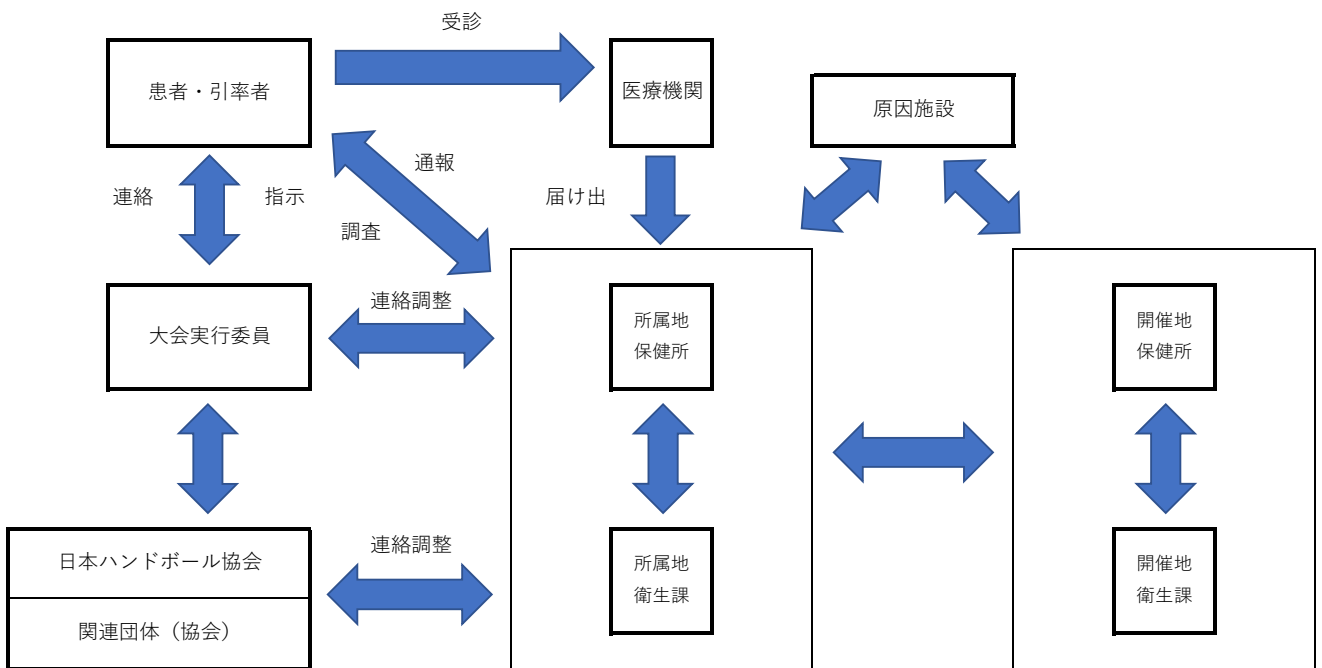 受診
患者・引率者
医療機関
原因施設
通報
連絡
指示
届け出
調査
連絡調整
大会実行委員
所属地
保健所
開催地
保健所
連絡調整
日本ハンドボール協会
関連団体（協会）
所属地
衛生課
開催地
衛生課